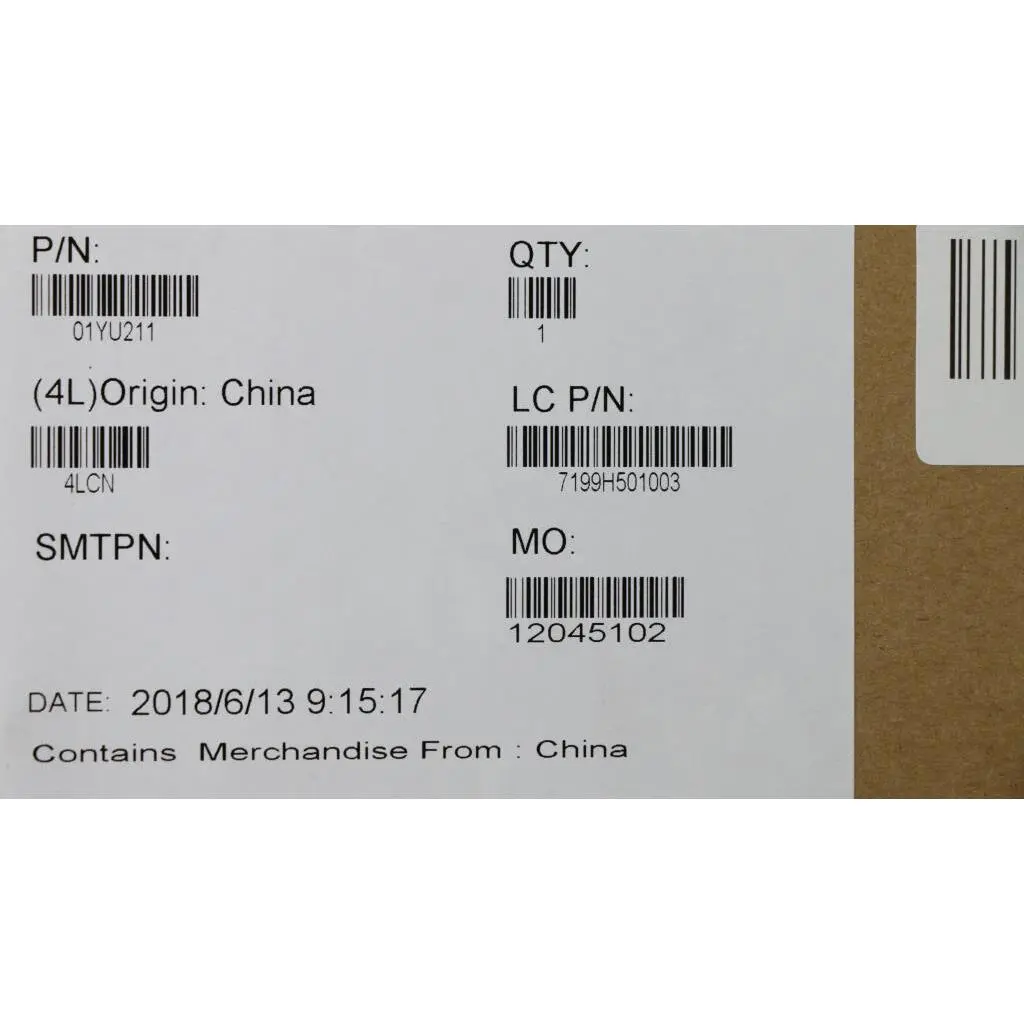 P/N:
01YU211
QTY:
1
(4L)Origin: China
4LCN
LC P/N:
7199H501003
SMTPN:
MO:
12045102
DATE: 2018/6/13 9:15:17
Contains Merchandise From : China